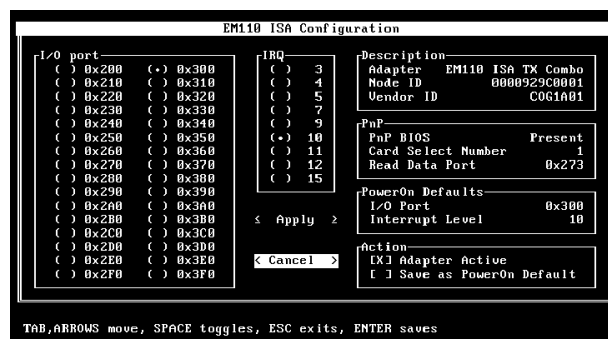 EM110 ISA Configuration
I/O port
( ) 0x200 (•) 0x300
( ) 0x210 ( ) 0x310
( ) 0x220 ( ) 0x320
( ) 0x230 ( ) 0x330
( ) 0x240 ( ) 0x340
( ) 0x250 ( ) 0x350
( ) 0x260 ( ) 0x360
( ) 0x270 ( ) 0x370
( ) 0x280 ( ) 0x380
( ) 0x290 ( ) 0x390
( ) 0x2A0 ( ) 0x3A0
( ) 0x2B0 ( ) 0x3B0
( ) 0x2C0 ( ) 0x3C0
( ) 0x2D0 ( ) 0x3D0
( ) 0x2E0 ( ) 0x3E0
( ) 0x2F0 ( ) 0x3F0
IRQ
( ) 3
( ) 4
( ) 5
( ) 7
( ) 9
(•) 10
( ) 11
( ) 12
( ) 15
≤ Apply ≥
< Cancel >
Description
Adapter EM110 ISA TX Combo
Node ID 0000929C0001
Vendor ID COG1A01
PnP
PnP BIOS Present
Card Select Number 1
Read Data Port 0x273
PowerOn Defaults
I/O Port 0x300
Interrupt Level 10
Action
[X] Adapter Active
[ ] Save as PowerOn Default
TAB,ARROWS move, SPACE toggles, ESC exits, ENTER saves